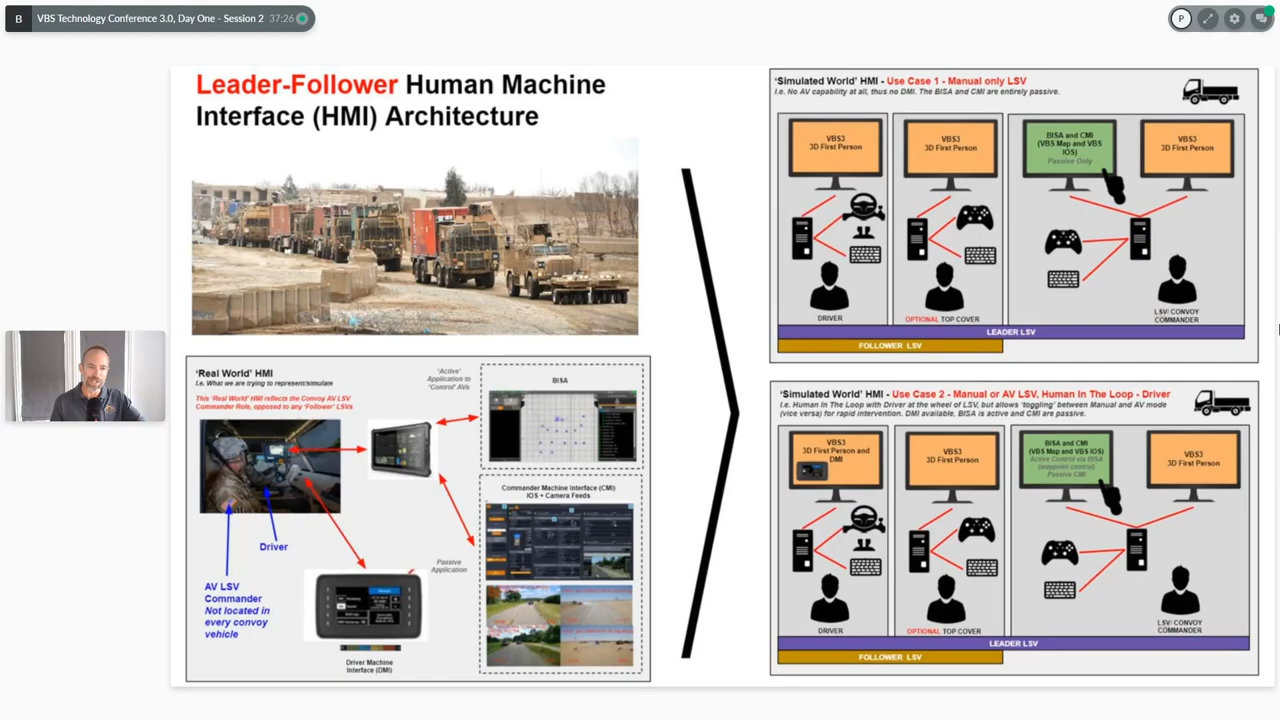 B
VBS Technology Conference 3.0, Day One - Session 2 37:26
P
Leader-Follower Human Machine
Interface (HMI) Architecture
'Real World' HMI
I.e. What we are trying to represent/simulate
This 'Real World' HMI reflects the Convoy AV LSV
Commander Role, opposed to any 'Follower' LSVs
'Active'
Application to
'Control' AVs
BISA
Commander Machine Interface (CMI)
IOS + Camera Feeds
Driver
AV LSV
Commander
Not located in
every convoy
vehicle
Passive
Application
Driver Machine
Interface (DMI)
'Simulated World' HMI - Use Case 1 - Manual only LSV
I.e. No AV capability at all, thus no DMI. The BISA and CMI are entirely passive.
VBS3
3D First Person
VBS3
3D First Person
BISA and CMI
(VBS Map and VBS
IOS)
Passive Only
VBS3
3D First Person
DRIVER
OPTIONAL TOP COVER
LSV/ CONVOY
COMMANDER
LEADER LSV
FOLLOWER LSV
'Simulated World' HMI - Use Case 2 - Manual or AV LSV, Human In The Loop - Driver
I.e. Human In The Loop with Driver at the wheel of LSV, but allows 'toggling' between Manual and AV mode
(vice versa) for rapid intervention. DMI available, BISA is active and CMI are passive.
VBS3
3D First Person and
DMI
VBS3
3D First Person
BISA and CMI
(VBS Map and VBS IOS)
Active Control via BISA
(waypoint control)
Passive CMI
VBS3
3D First Person
DRIVER
OPTIONAL TOP COVER
LSV/ CONVOY
COMMANDER
LEADER LSV
FOLLOWER LSV